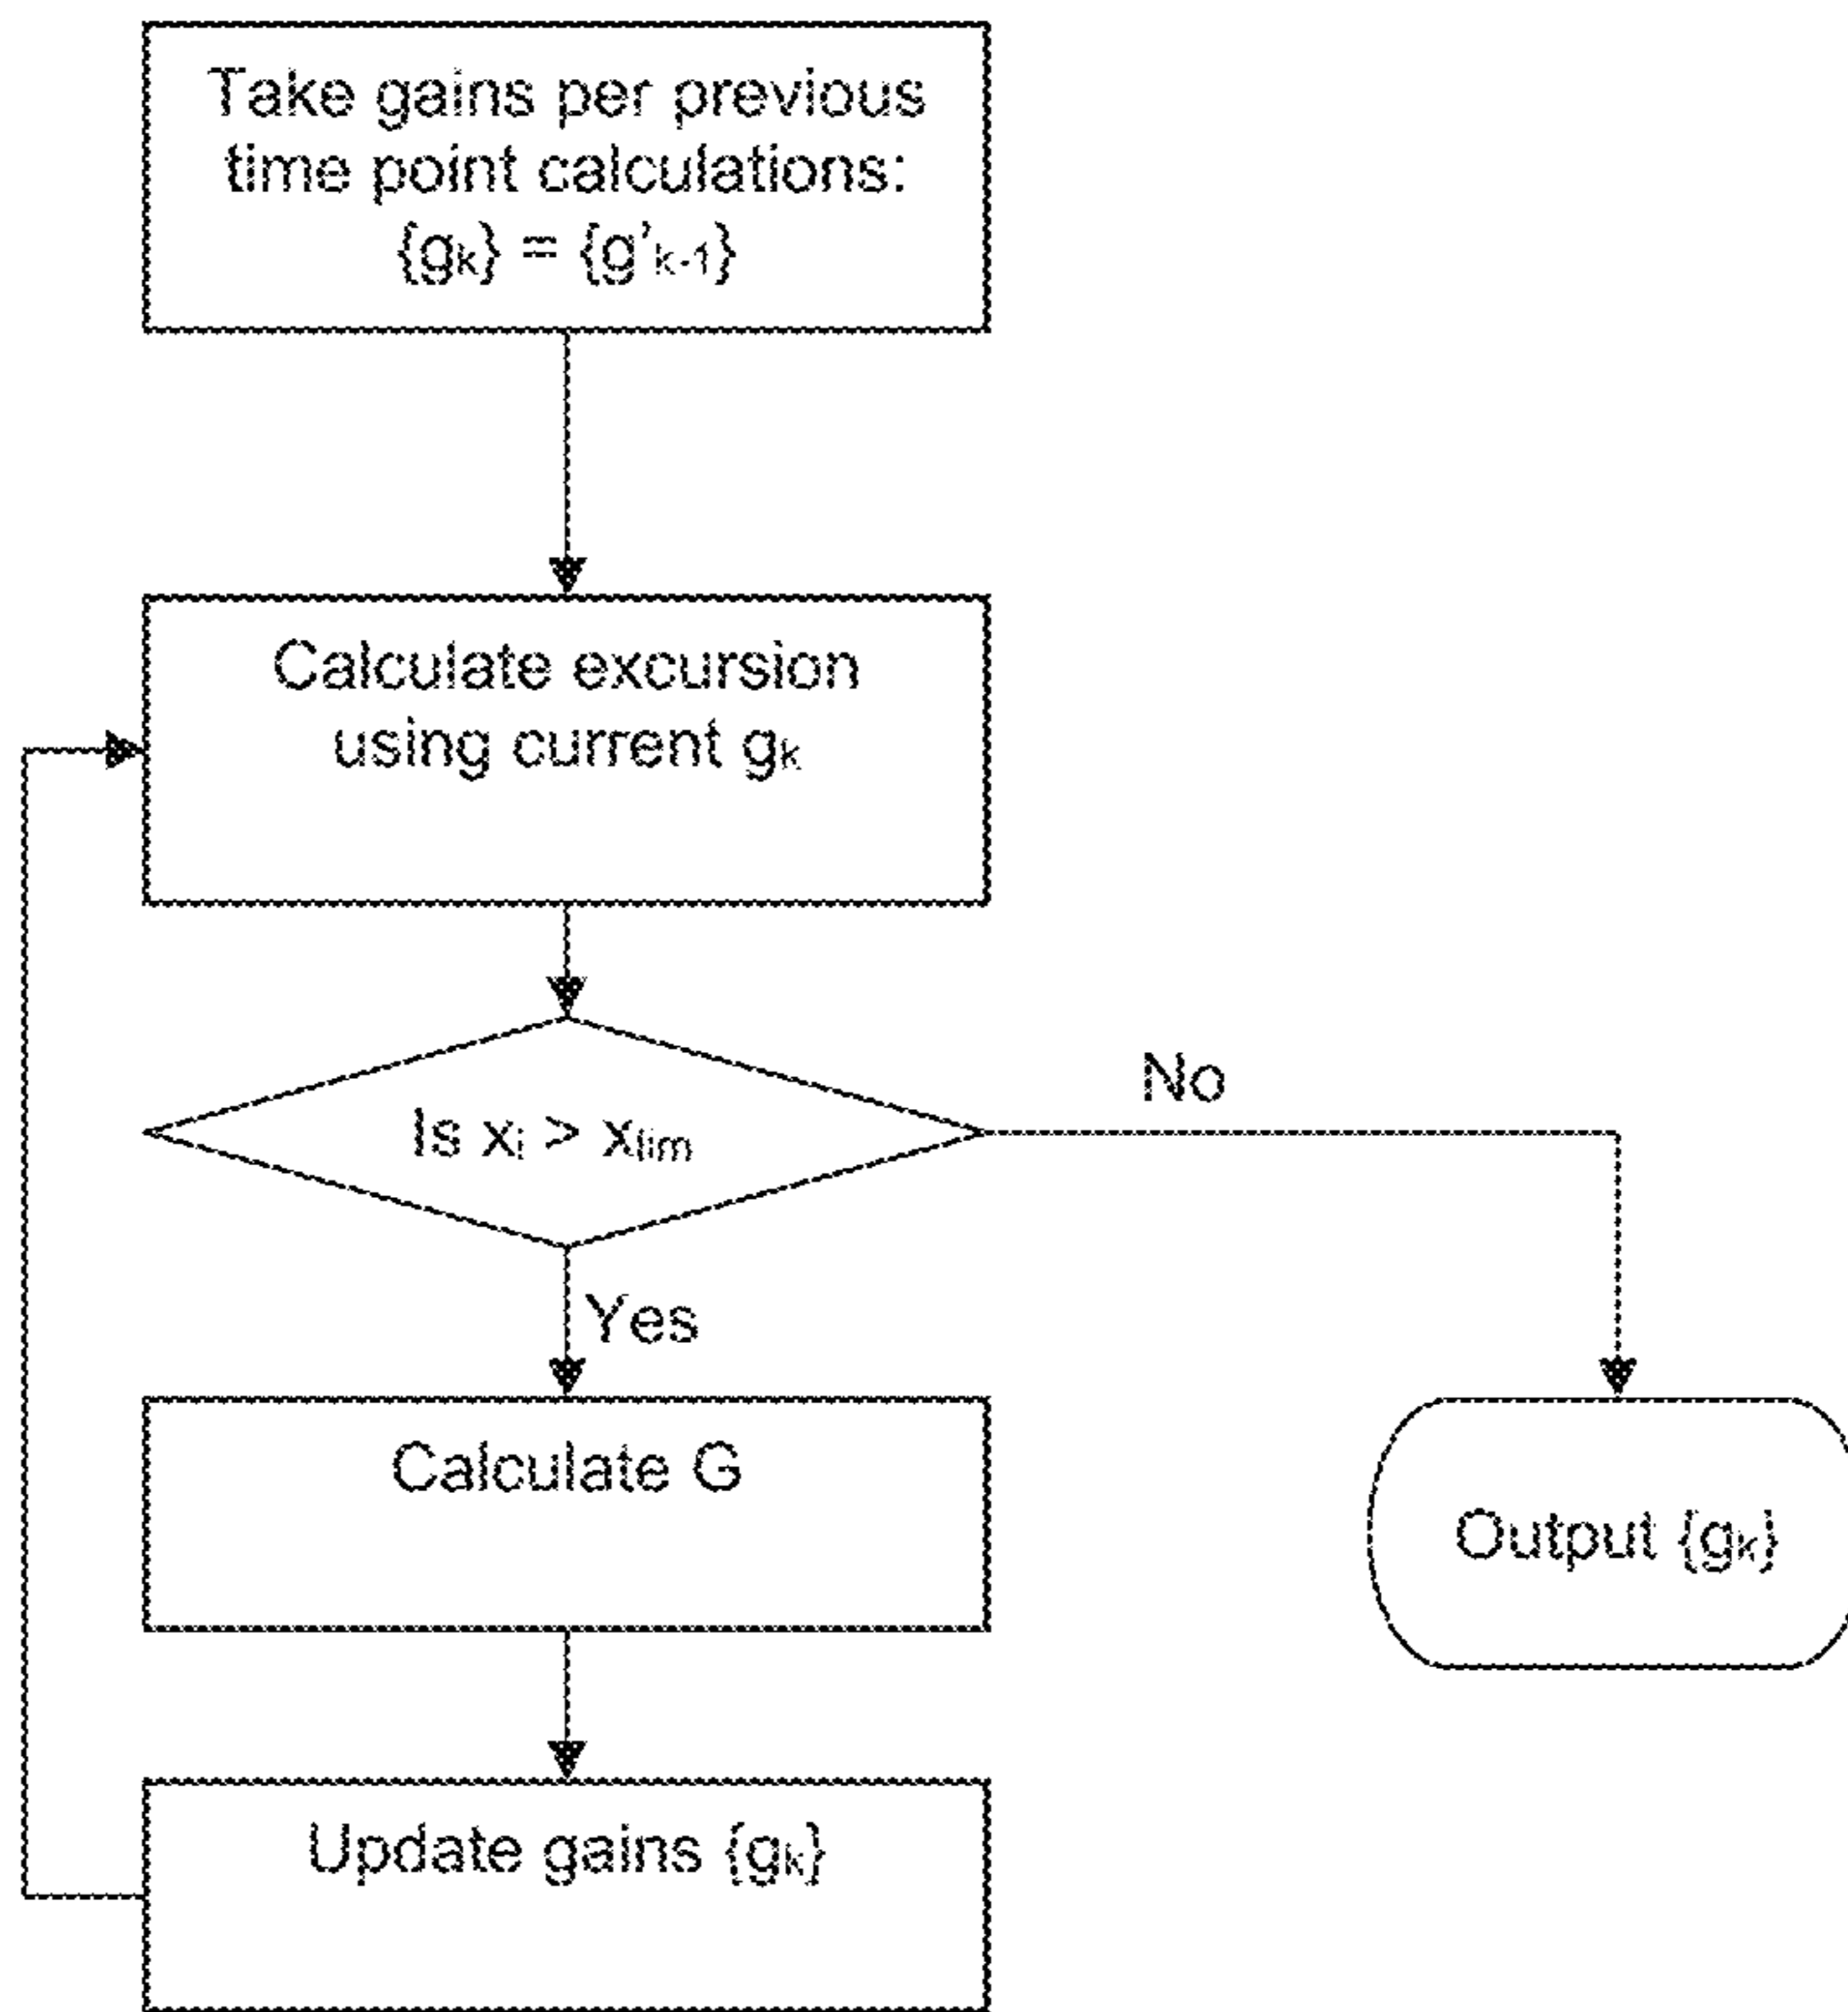 Take gains per previous
time point calculations:
{gₖ} = {g'ₖ₋₁}
Calculate excursion
using current gₖ
Is xᵢ > xlim
No
Yes
Calculate G
Output {gₖ}
Update gains {gₖ}